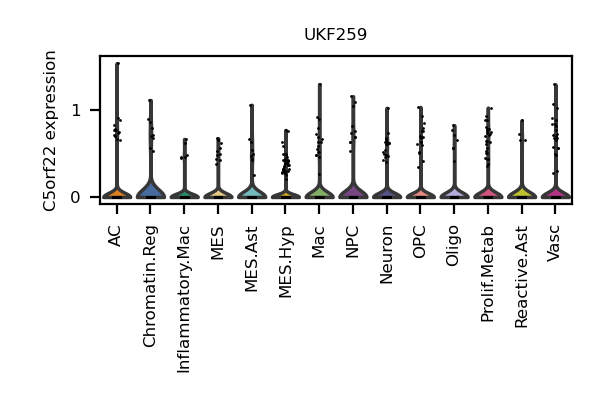 UKF259
C5orf22 expression
1
0
AC
Chromatin.Reg
Inflammatory.Mac
MES
MES.Ast
MES.Hyp
Mac
NPC
Neuron
OPC
Oligo
Prolif.Metab
Reactive.Ast
Vasc